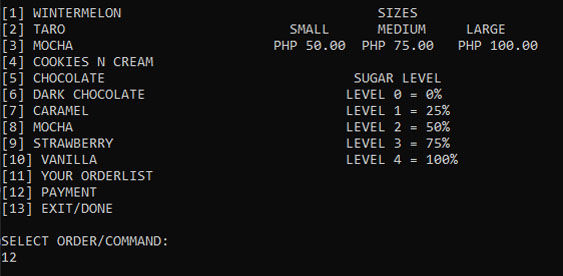 [1] WINTERMELON SIZES
[2] TARO SMALL MEDIUM LARGE
[3] MOCHA PHP 50.00 PHP 75.00 PHP 100.00
[4] COOKIES N CREAM
[5] CHOCOLATE SUGAR LEVEL
[6] DARK CHOCOLATE LEVEL 0 = 0%
[7] CARAMEL LEVEL 1 = 25%
[8] MOCHA LEVEL 2 = 50%
[9] STRAWBERRY LEVEL 3 = 75%
[10] VANILLA LEVEL 4 = 100%
[11] YOUR ORDERLIST
[12] PAYMENT
[13] EXIT/DONE
SELECT ORDER/COMMAND:
12